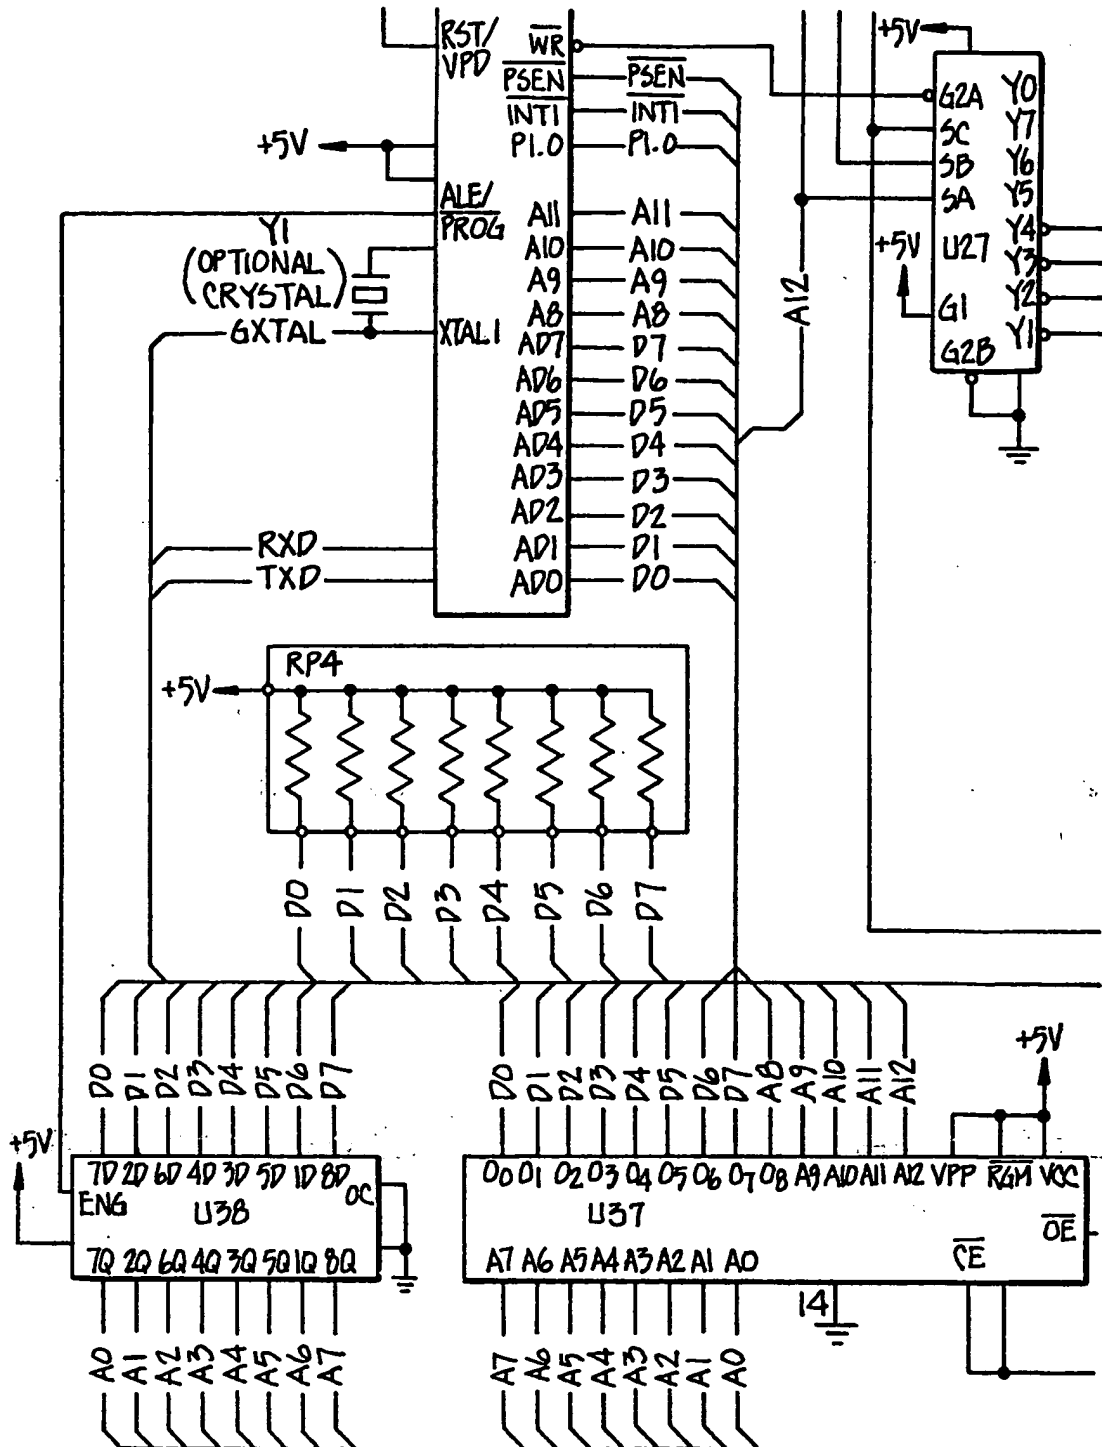 RST/
VPD
WR
PSEN
PSEN
INT1
INT1
P1.0
P1.0
+5V
ALE/
PROG
A11
A11
A10
A10
A9
A9
A8
A8
AD7
D7
AD6
D6
AD5
D5
AD4
D4
AD3
D3
AD2
D2
AD1
D1
AD0
D0
Y1
(OPTIONAL
CRYSTAL)
GXTAL
XTAL1
RXD
TXD
A12
+5V
G2A
Y0
SC
Y7
SB
Y6
SA
Y5
Y4
+5V
U27
Y3
G1
Y2
Y1
G2B
RP4
+5V
D0
D1
D2
D3
D4
D5
D6
D7
D0
D1
D2
D3
D4
D5
D6
D7
D0
D1
D2
D3
D4
D5
D6
D7
A8
A9
A10
A11
A12
+5V
+5V
7D 2D 6D 4D 3D 5D 1D 8D
ENG
OC
U38
7Q 2Q 6Q 4Q 3Q 5Q 1Q 8Q
O0 O1 O2 O3 O4 O5 O6 O7 O8 A9 A10 A11 A12 VPP RGM VCC
U37
OE
CE
A7 A6 A5 A4 A3 A2 A1 A0
14
A0
A1
A2
A3
A4
A5
A6
A7
A7
A6
A5
A4
A3
A2
A1
A0